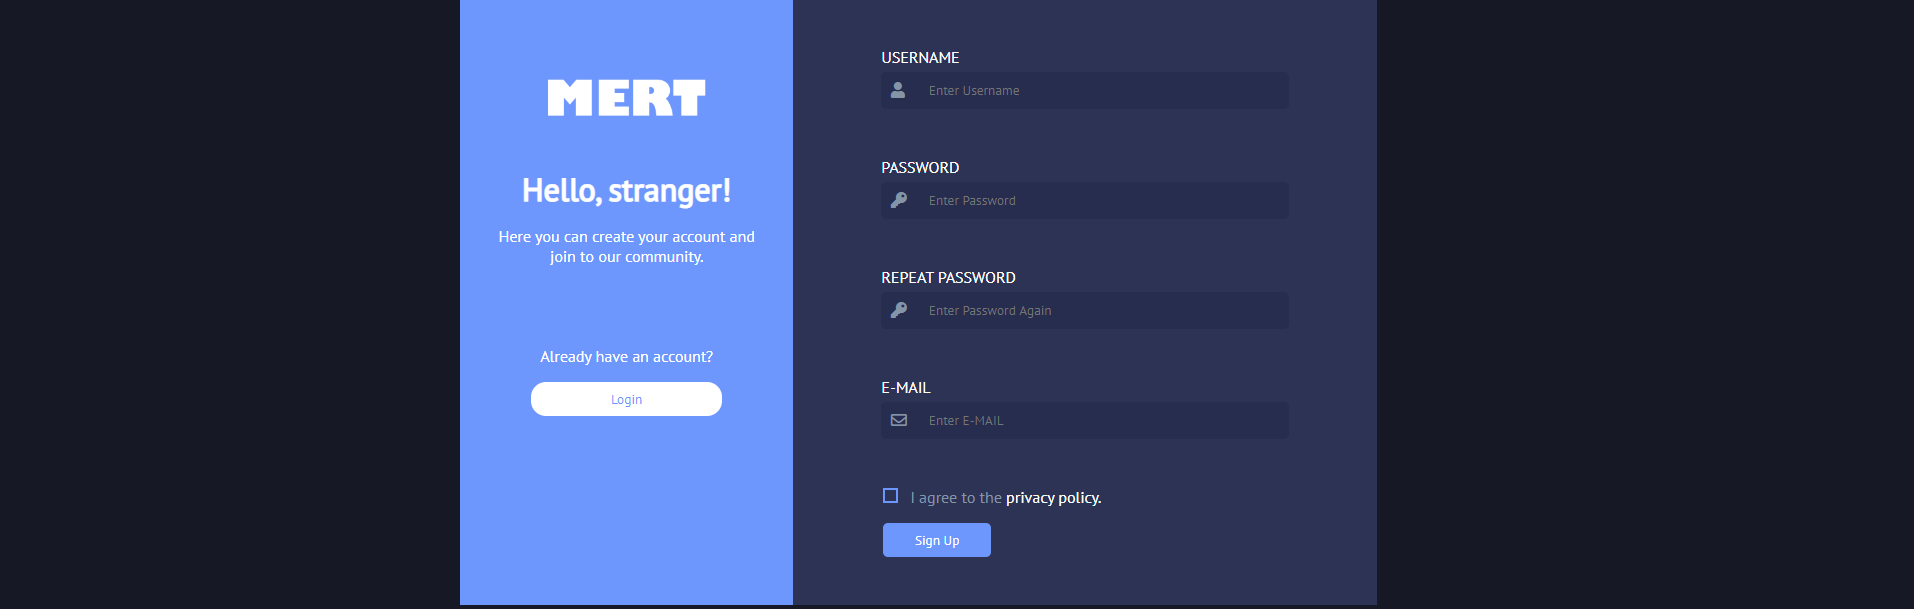 MERT
Hello, stranger!
Here you can create your account and
join to our community.
Already have an account?
Login
USERNAME
Enter Username
PASSWORD
Enter Password
REPEAT PASSWORD
Enter Password Again
E-MAIL
Enter E-MAIL
I agree to the privacy policy.
Sign Up